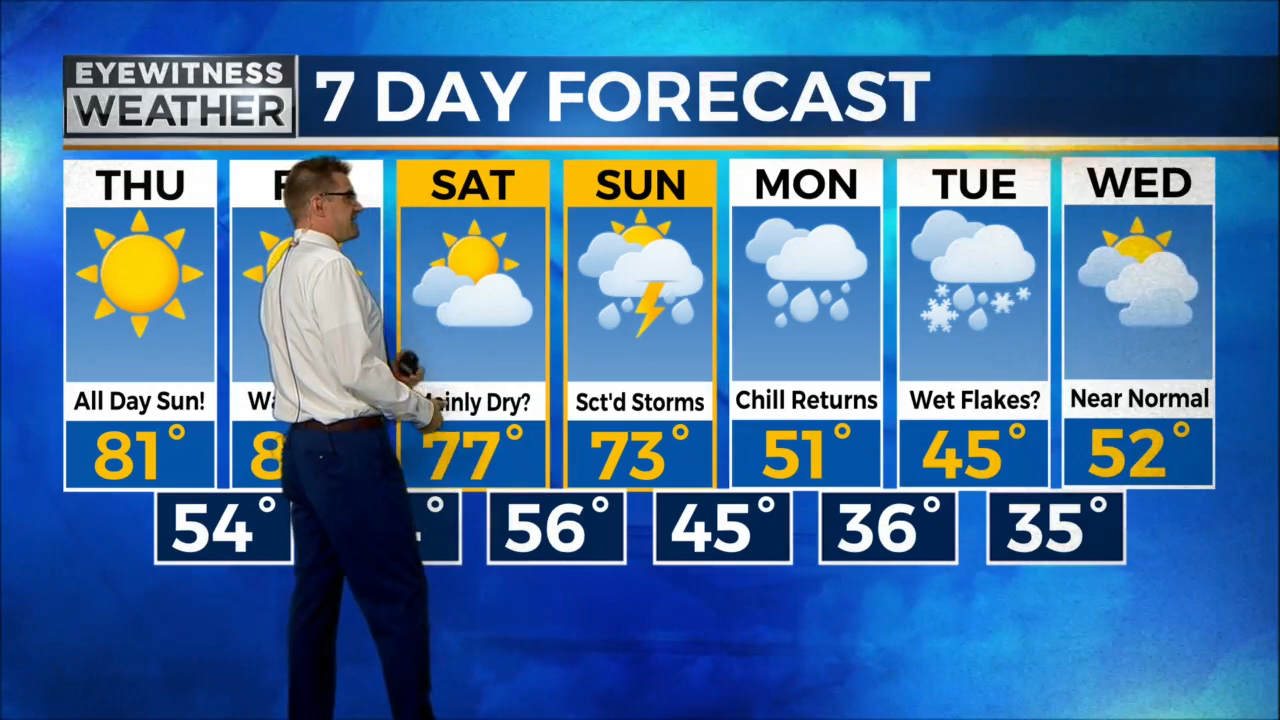 EYEWITNESS
WEATHER
7 DAY FORECAST
THU SAT SUN MON TUE WED
All Day Sun! Dry? Sct'd Storms Chill Returns Wet Flakes? Near Normal
81° 77° 73° 51° 45° 52°
54° 56° 45° 36° 35°